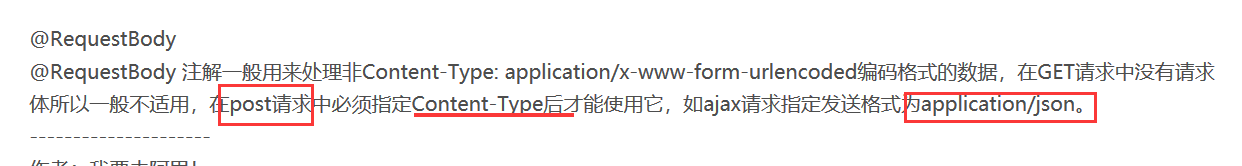 @RequestBody
@RequestBody 注解一般用来处理非Content-Type: application/x-www-form-urlencoded编码格式的数据，在GET请求中没有请求
体所以一般不适用，在post请求中必须指定Content-Type后才能使用它，如ajax请求指定发送格式为application/json。
---------------------